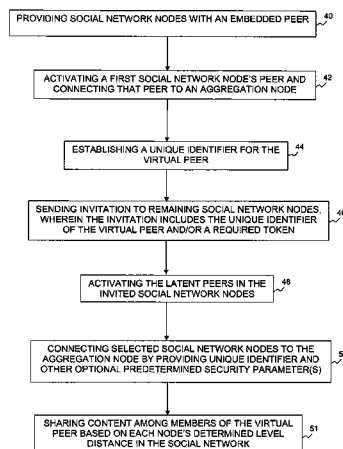 PROVIDING SOCIAL NETWORK NODES WITH AN EMBEDDED PEER
40
ACTIVATING A FIRST SOCIAL NETWORK NODE'S PEER AND
CONNECTING THAT PEER TO AN AGGREGATION NODE
42
ESTABLISHING A UNIQUE IDENTIFIER FOR THE
VIRTUAL PEER
44
SENDING INVITATION TO REMAINING SOCIAL NETWORK NODES,
WHEREIN THE INVITATION INCLUDES THE UNIQUE IDENTIFIER
OF THE VIRTUAL PEER AND/OR A REQUIRED TOKEN
ACTIVATING THE LATENT PEERS IN THE
INVITED SOCIAL NETWORK NODES
48
CONNECTING SELECTED SOCIAL NETWORK NODES TO THE
AGGREGATION NODE BY PROVIDING UNIQUE IDENTIFIER AND
OTHER OPTIONAL PREDETERMINED SECURITY PARAMETER(S)
SHARING CONTENT AMONG MEMBERS OF THE VIRTUAL
PEER BASED ON EACH NODE'S DETERMINED LEVEL
DISTANCE IN THE SOCIAL NETWORK
51